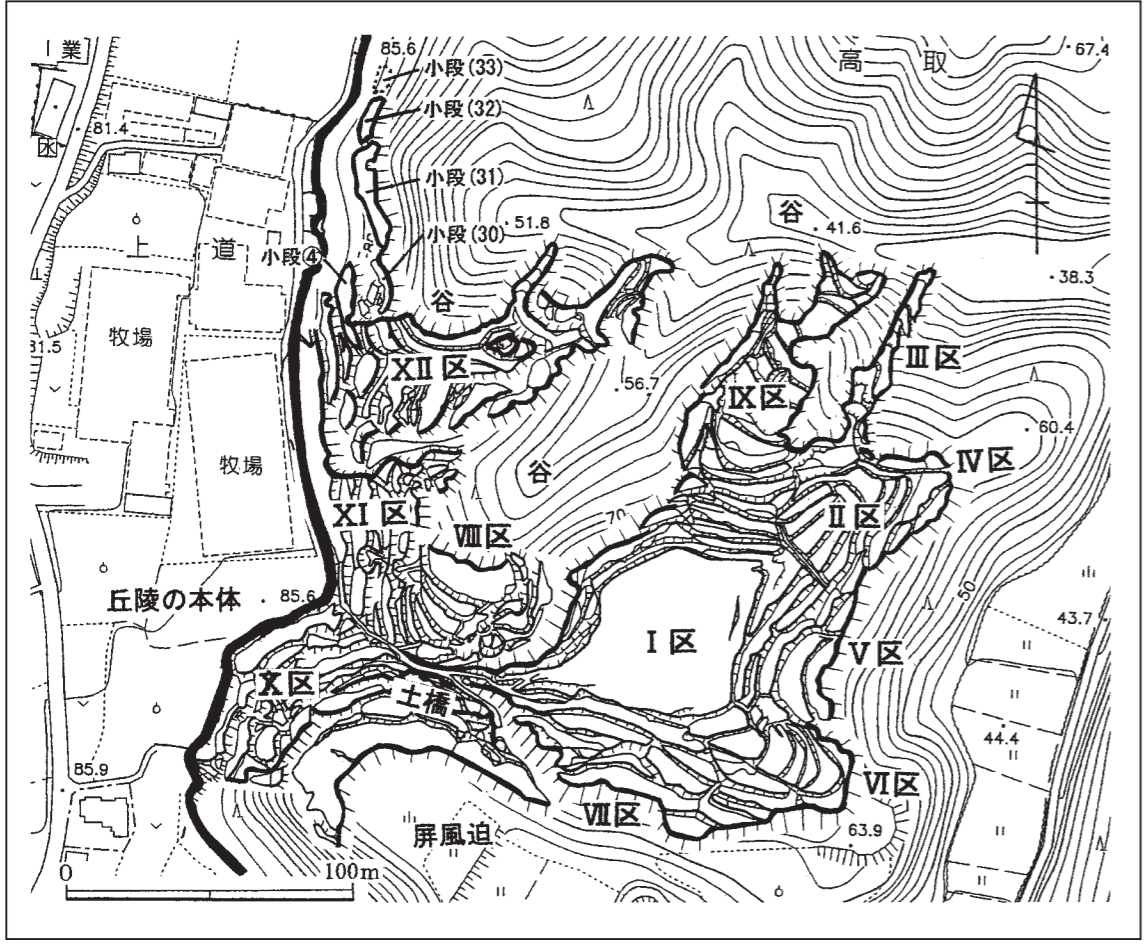 業
85.6
小段(33)
高取
67.4
小段(32)
81.4
小段(31)
谷
41.6
51.8
小段(30)
上道
小段④
38.3
谷
牧場
81.5
XII区
III区
56.7
IX区
60.4
牧場
谷
IV区
XI区
VIII区
70
II区
丘陵の本体
85.6
50
43.7
I区
V区
X区
土橋
44.4
85.9
VI区
VII区
63.9
屏風迫
0
100m